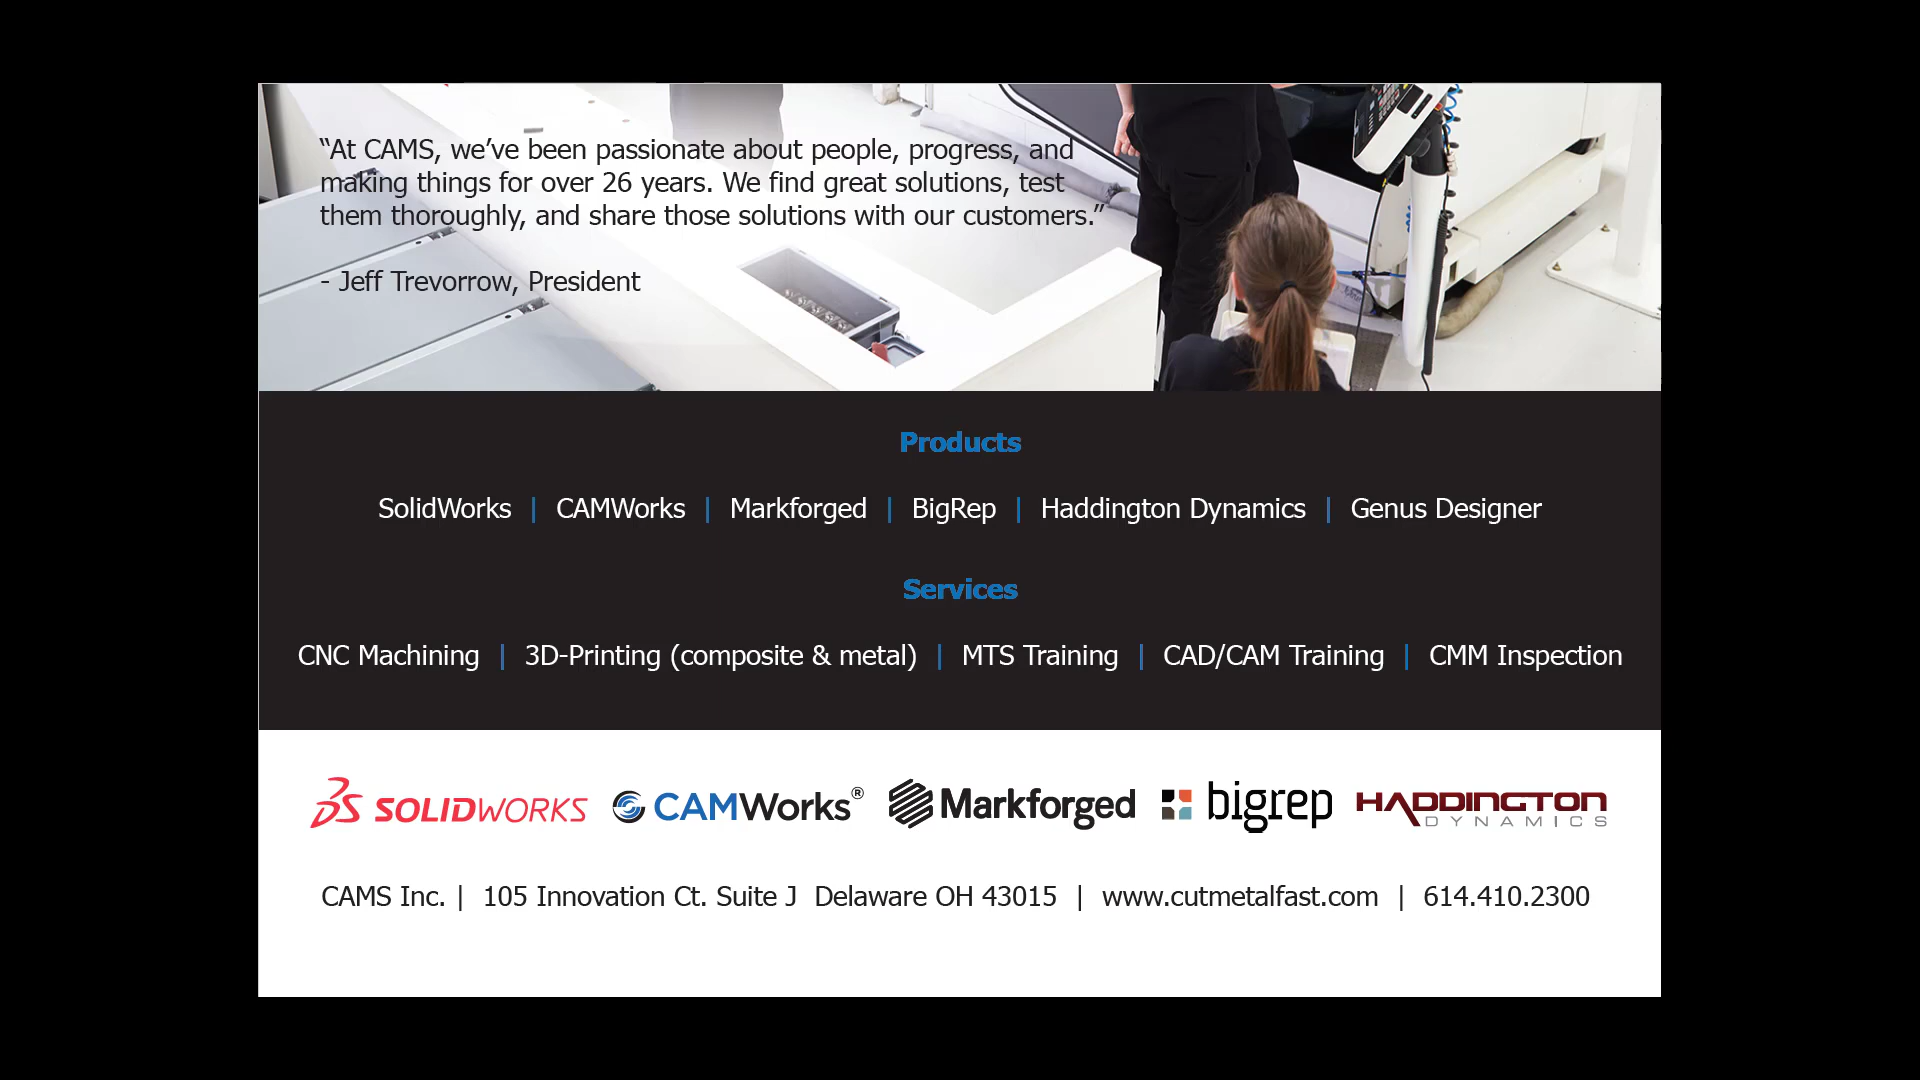 “At CAMS, we’ve been passionate about people, progress, and
making things for over 26 years. We find great solutions, test
them thoroughly, and share those solutions with our customers.”
- Jeff Trevorrow, President
Products
SolidWorks | CAMWorks | Markforged | BigRep | Haddington Dynamics | Genus Designer
Services
CNC Machining | 3D-Printing (composite & metal) | MTS Training | CAD/CAM Training | CMM Inspection
SOLIDWORKS CAMWorks® Markforged bigrep HADDINGTON DYNAMICS
CAMS Inc. | 105 Innovation Ct. Suite J Delaware OH 43015 | www.cutmetalfast.com | 614.410.2300